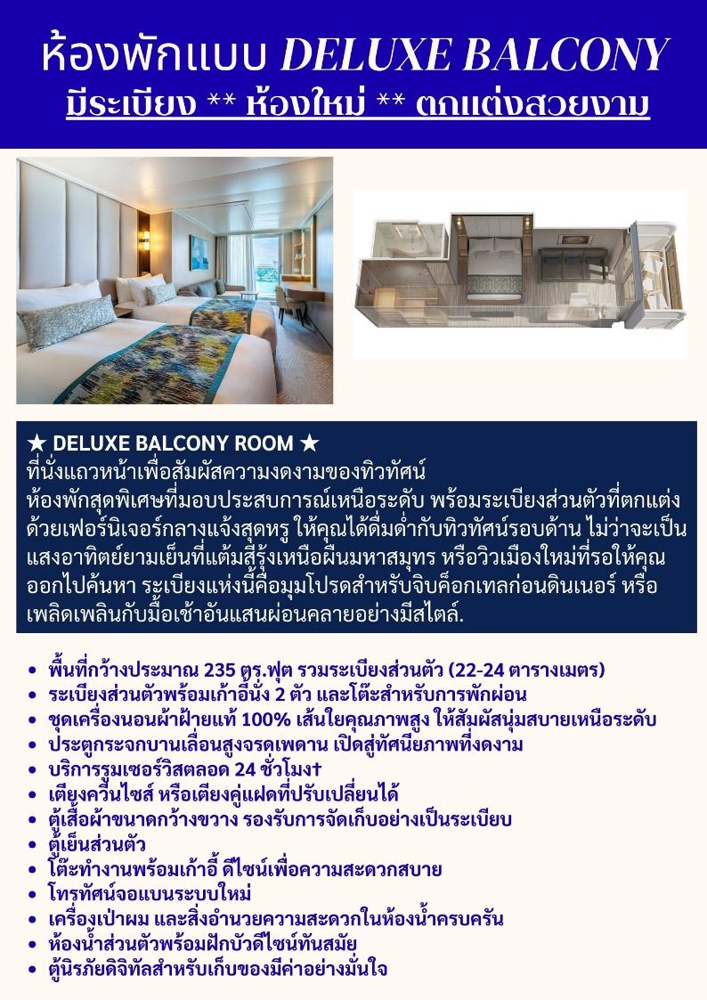 ห้องพักแบบ DELUXE BALCONY
มีระเบียง ** ห้องใหม่ ** ตกแต่งสวยงาม
★ DELUXE BALCONY ROOM ★
ที่นั่งแถวหน้าเพื่อสัมผัสความงดงามของทิวทัศน์
ห้องพักสุดพิเศษที่มอบประสบการณ์เหนือระดับ พร้อมระเบียงส่วนตัวที่ตกแต่ง
ด้วยเฟอร์นิเจอร์กลางแจ้งสุดหรู ให้คุณได้ดื่มด่ำกับทิวทัศน์รอบด้าน ไม่ว่าจะเป็น
แสงอาทิตย์ยามเย็นที่แต้มสีรุ้งเหนือผืนมหาสมุทร หรือวิวเมืองใหม่ที่รอให้คุณ
ออกไปค้นหา ระเบียงแห่งนี้คือมุมโปรดสำหรับจิบค็อกเทลก่อนดินเนอร์ หรือ
เพลิดเพลินกับมื้อเช้าอันแสนผ่อนคลายอย่างมีสไตล์.
• พื้นที่กว้างประมาณ 235 ตร.ฟุต รวมระเบียงส่วนตัว (22-24 ตารางเมตร)
• ระเบียงส่วนตัวพร้อมเก้าอี้นั่ง 2 ตัว และโต๊ะสำหรับการพักผ่อน
• ชุดเครื่องนอนผ้าฝ้ายแท้ 100% เส้นใยคุณภาพสูง ให้สัมผัสนุ่มสบายเหนือระดับ
• ประตูกระจกบานเลื่อนสูงจรดเพดาน เปิดสู่ทัศนียภาพที่งดงาม
• บริการรูมเซอร์วิสตลอด 24 ชั่วโมง†
• เตียงควีนไซส์ หรือเตียงคู่แฝดที่ปรับเปลี่ยนได้
• ตู้เสื้อผ้าขนาดกว้างขวาง รองรับการจัดเก็บอย่างเป็นระเบียบ
• ตู้เย็นส่วนตัว
• โต๊ะทำงานพร้อมเก้าอี้ ดีไซน์เพื่อความสะดวกสบาย
• โทรทัศน์จอแบนระบบใหม่
• เครื่องเป่าผม และสิ่งอำนวยความสะดวกในห้องน้ำครบครัน
• ห้องน้ำส่วนตัวพร้อมฝักบัวดีไซน์ทันสมัย
• ตู้นิรภัยดิจิทัลสำหรับเก็บของมีค่าอย่างมั่นใจ